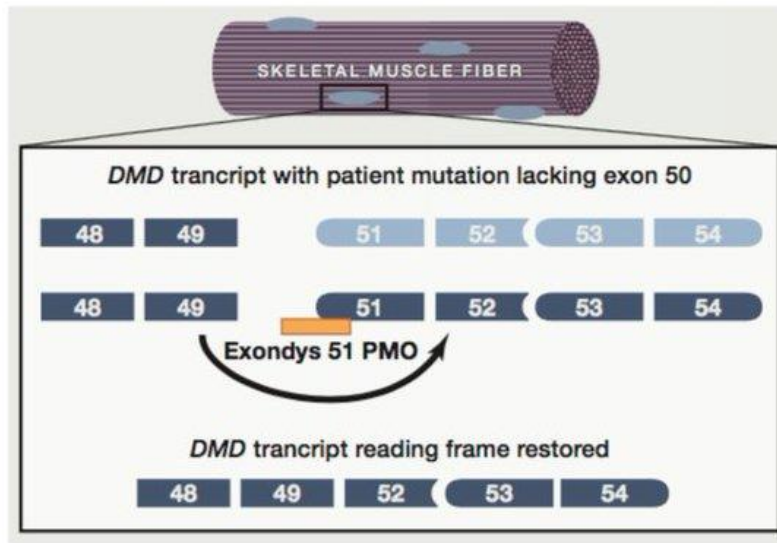 SKELETAL MUSCLE FIBER
DMD trancript with patient mutation lacking exon 50
48 49 51 52 53 54
48 49 51 52 53 54
Exondys 51 PMO
DMD trancript reading frame restored
48 49 52 53 54